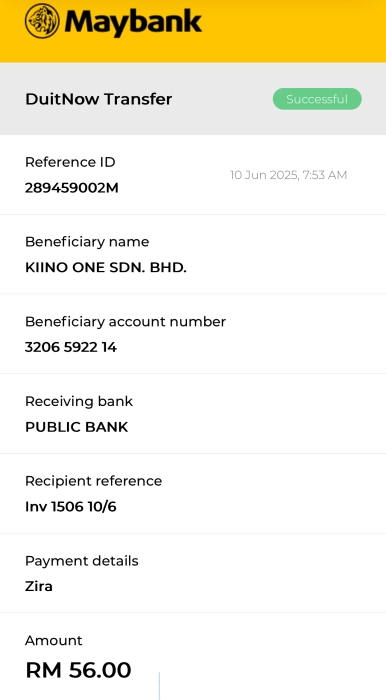 Maybank
DuitNow Transfer
Successful
Reference ID
289459002M
10 Jun 2025, 7:53 AM
Beneficiary name
KIINO ONE SDN. BHD.
Beneficiary account number
3206 5922 14
Receiving bank
PUBLIC BANK
Recipient reference
Inv 1506 10/6
Payment details
Zira
Amount
RM 56.00